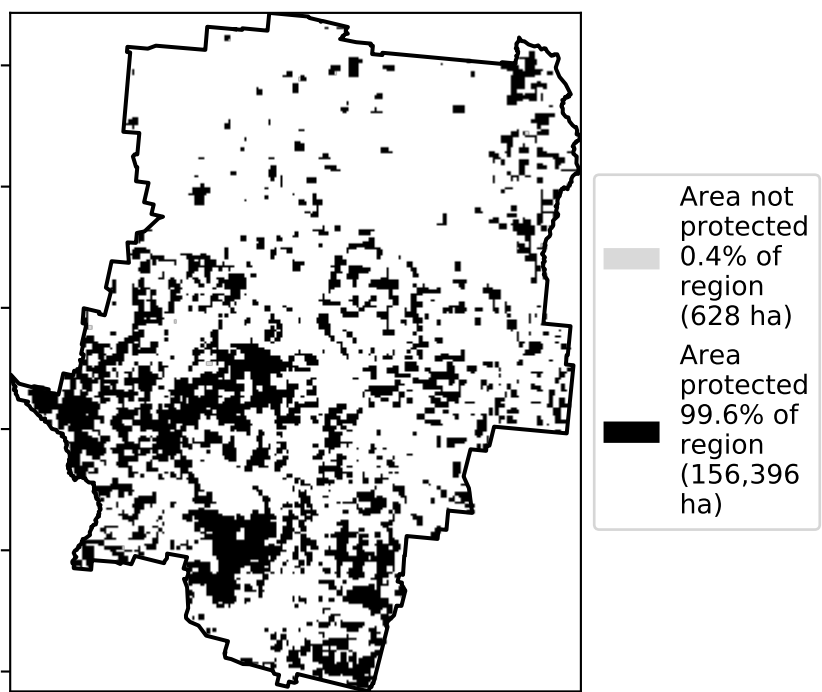 Area not
protected
0.4% of
region
(628 ha)
Area
protected
99.6% of
region
(156,396
ha)